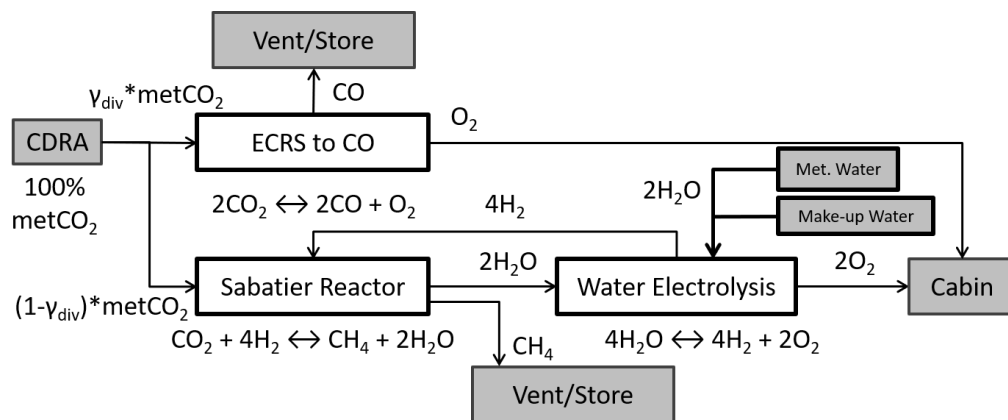 Vent/Store
γdiv*metCO₂
CO
CDRA
ECRS to CO
O₂
100%
metCO₂
2CO₂ ↔ 2CO + O₂
4H₂
2H₂O
Met. Water
Make-up Water
(1-γdiv)*metCO₂
Sabatier Reactor
2H₂O
Water Electrolysis
2O₂
Cabin
CO₂ + 4H₂ ↔ CH₄ + 2H₂O
4H₂O ↔ 4H₂ + 2O₂
CH₄
Vent/Store